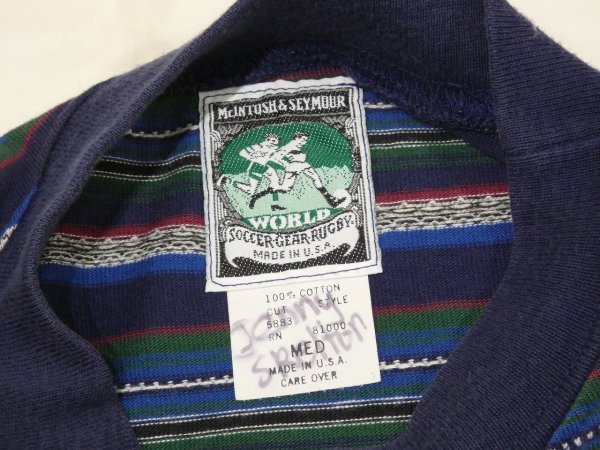 McINTOSH & SEYMOUR
WORLD
SOCCER·GEAR·RUGBY
MADE IN U.S.A.
100% COTTON
CUT STYLE
5883
RN 81000
MED
MADE IN U.S.A.
CARE OVER